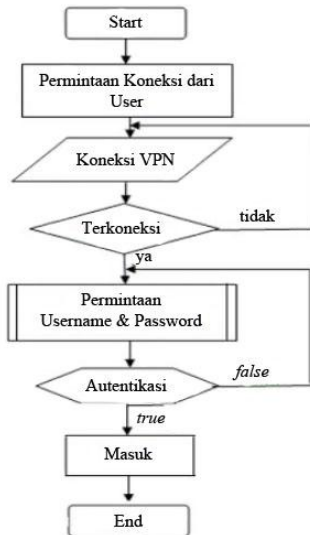 Start
Permintaan Koneksi dari
User
Koneksi VPN
Terkoneksi
tidak
ya
Permintaan
Username & Password
Autentikasi
false
true
Masuk
End